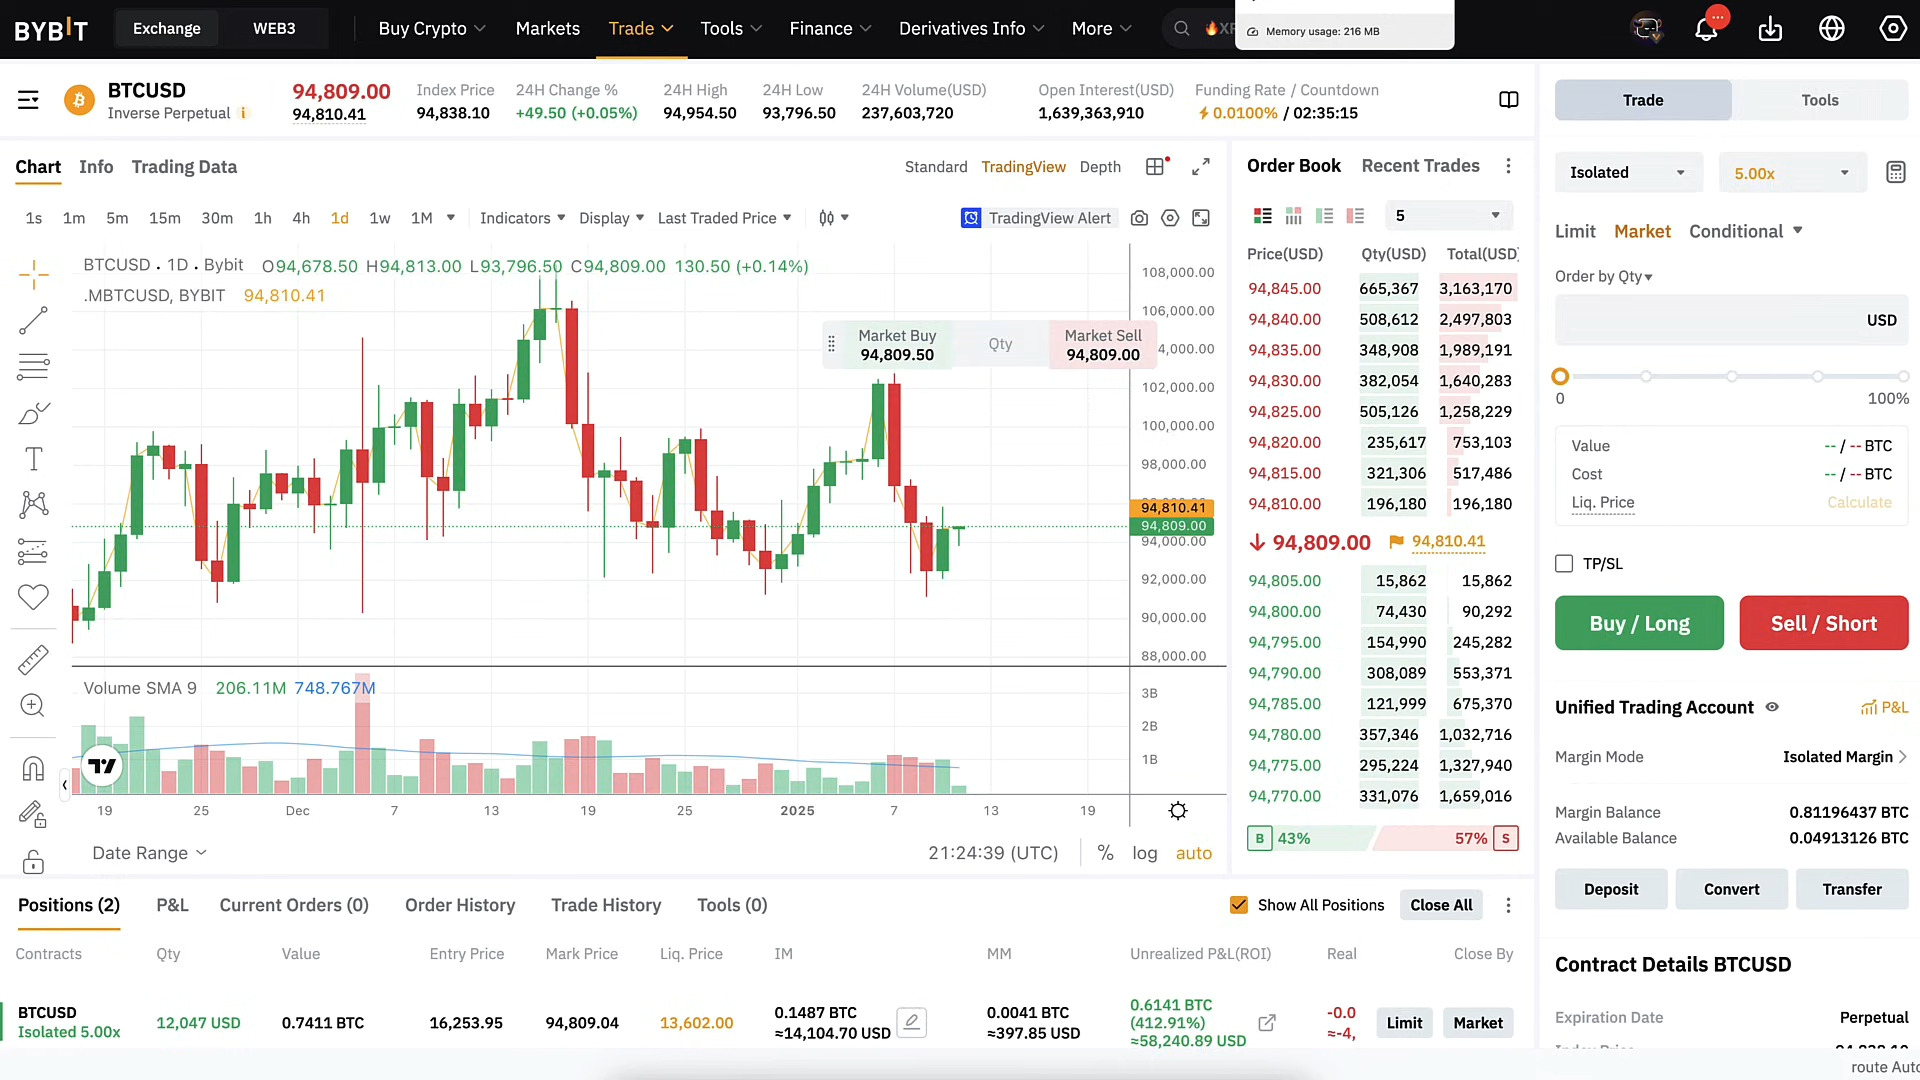 BYBIT
Exchange
WEB3
Buy Crypto
Markets
Trade
Tools
Finance
Derivatives Info
More
Memory usage: 216 MB
BTCUSD
Inverse Perpetual
94,809.00
94,810.41
Index Price
94,838.10
24H Change %
+49.50 (+0.05%)
24H High
94,954.50
24H Low
93,796.50
24H Volume(USD)
237,603,720
Open Interest(USD)
1,639,363,910
Funding Rate / Countdown
0.0100% / 02:35:15
Chart Info Trading Data
Standard TradingView Depth
1s 1m 5m 15m 30m 1h 4h 1d 1w 1M
Indicators Display Last Traded Price
TradingView Alert
BTCUSD . 1D . Bybit O94,678.50 H94,813.00 L93,796.50 C94,809.00 130.50 (+0.14%)
.MBTCUSD, BYBIT 94,810.41
Market Buy
94,809.50
Qty
Market Sell
94,809.00
108,000.00
106,000.00
4,000.00
102,000.00
100,000.00
98,000.00
94,810.41
94,809.00
94,000.00
92,000.00
90,000.00
88,000.00
Volume SMA 9 206.11M 748.767M
3B
2B
1B
19 25 Dec 7 13 19 25 2025 7 13 19
Date Range
21:24:39 (UTC) % log auto
Order Book Recent Trades
5
Price(USD) Qty(USD) Total(USD)
94,845.00 665,367 3,163,170
94,840.00 508,612 2,497,803
94,835.00 348,908 1,989,191
94,830.00 382,054 1,640,283
94,825.00 505,126 1,258,229
94,820.00 235,617 753,103
94,815.00 321,306 517,486
94,810.00 196,180 196,180
94,809.00 94,810.41
94,805.00 15,862 15,862
94,800.00 74,430 90,292
94,795.00 154,990 245,282
94,790.00 308,089 553,371
94,785.00 121,999 675,370
94,780.00 357,346 1,032,716
94,775.00 295,224 1,327,940
94,770.00 331,076 1,659,016
B 43% 57% S
Trade Tools
Isolated 5.00x
Limit Market Conditional
Order by Qty
USD
0 100%
Value -- / -- BTC
Cost -- / -- BTC
Liq. Price Calculate
TP/SL
Buy / Long
Sell / Short
Unified Trading Account P&L
Margin Mode Isolated Margin
Margin Balance 0.81196437 BTC
Available Balance 0.04913126 BTC
Deposit Convert Transfer
Contract Details BTCUSD
Expiration Date Perpetual
route Auto
Positions (2) P&L Current Orders (0) Order History Trade History Tools (0)
Show All Positions Close All
Contracts Qty Value Entry Price Mark Price Liq. Price IM MM Unrealized P&L(ROI) Real Close By
BTCUSD
Isolated 5.00x
12,047 USD
0.7411 BTC
16,253.95
94,809.04
13,602.00
0.1487 BTC
≈14,104.70 USD
0.0041 BTC
≈397.85 USD
0.6141 BTC
(412.91%)
≈58,240.89 USD
-0.0
≈-4,
Limit
Market